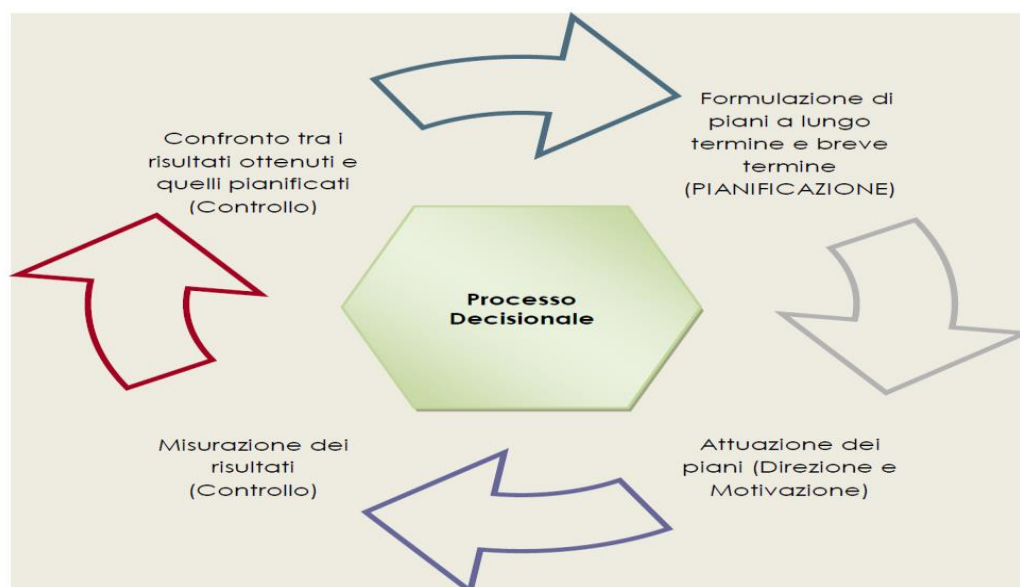 Confronto tra i
risultati ottenuti e
quelli pianificati
(Controllo)
Formulazione di
piani a lungo
termine e breve
termine
(PIANIFICAZIONE)
Processo
Decisionale
Misurazione dei
risultati
(Controllo)
Attuazione dei
piani (Direzione e
Motivazione)